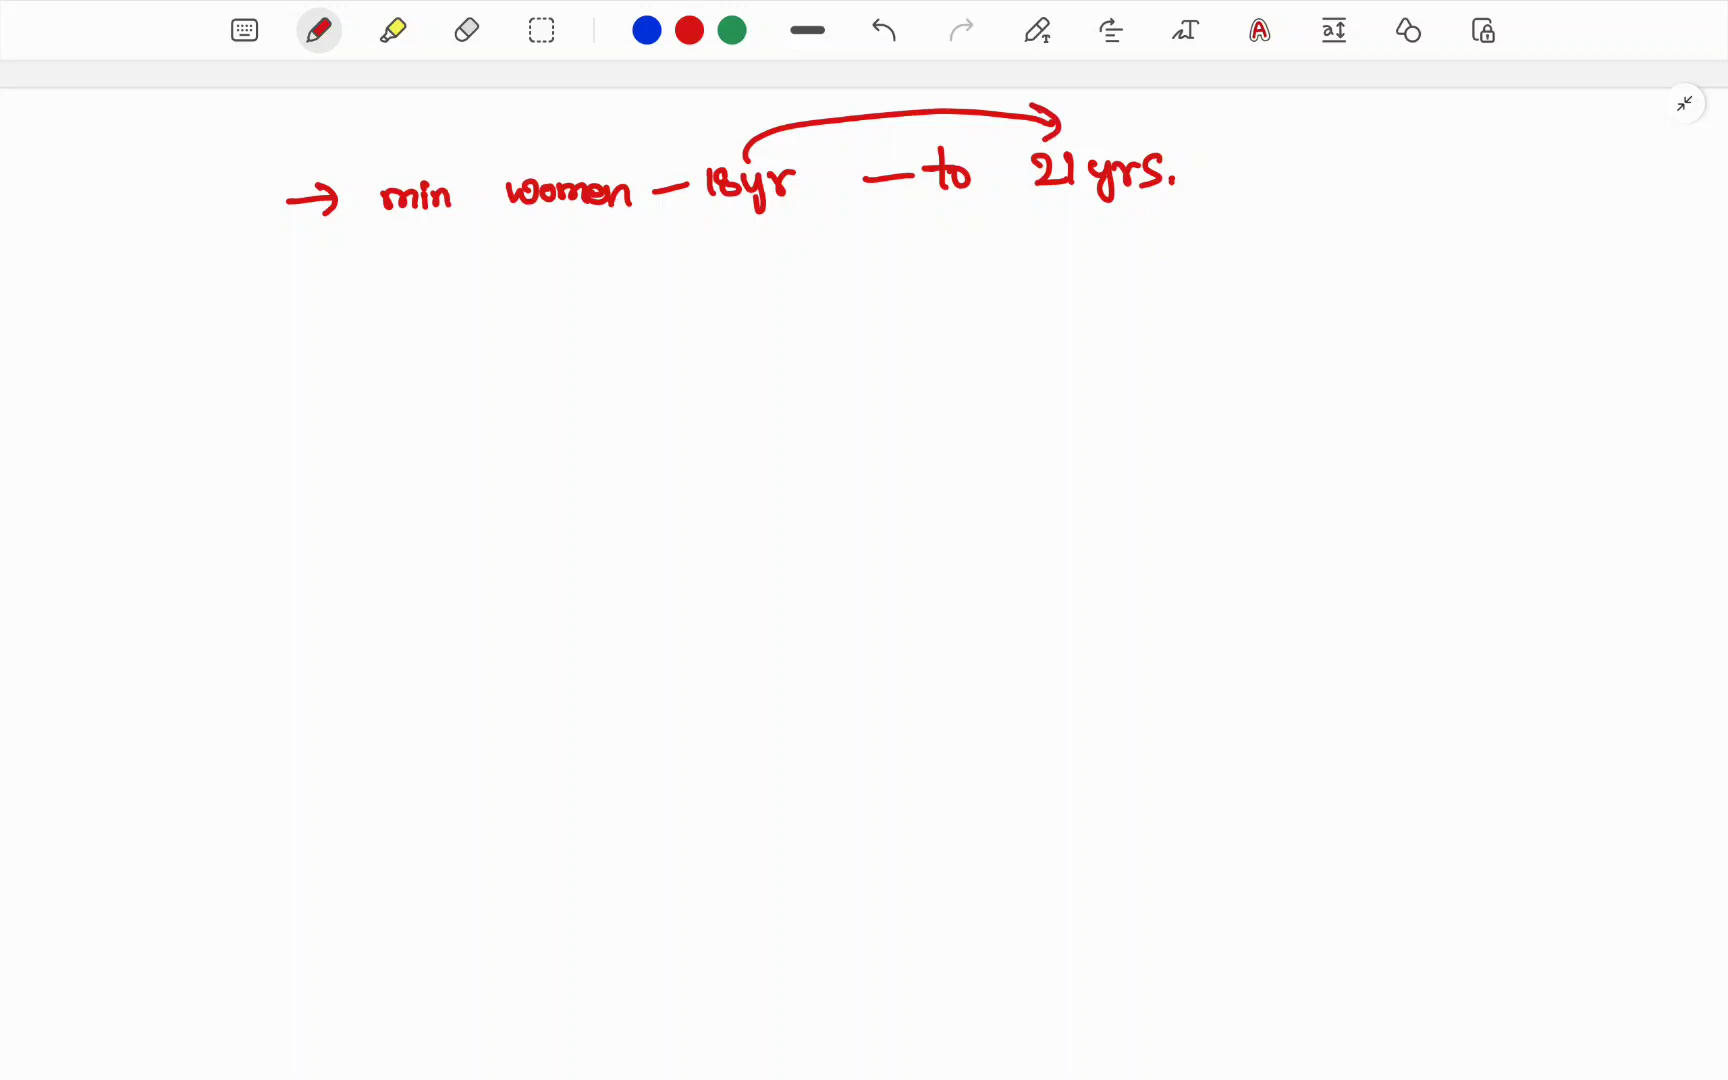 → min women — 18yr — to 21 yrs.